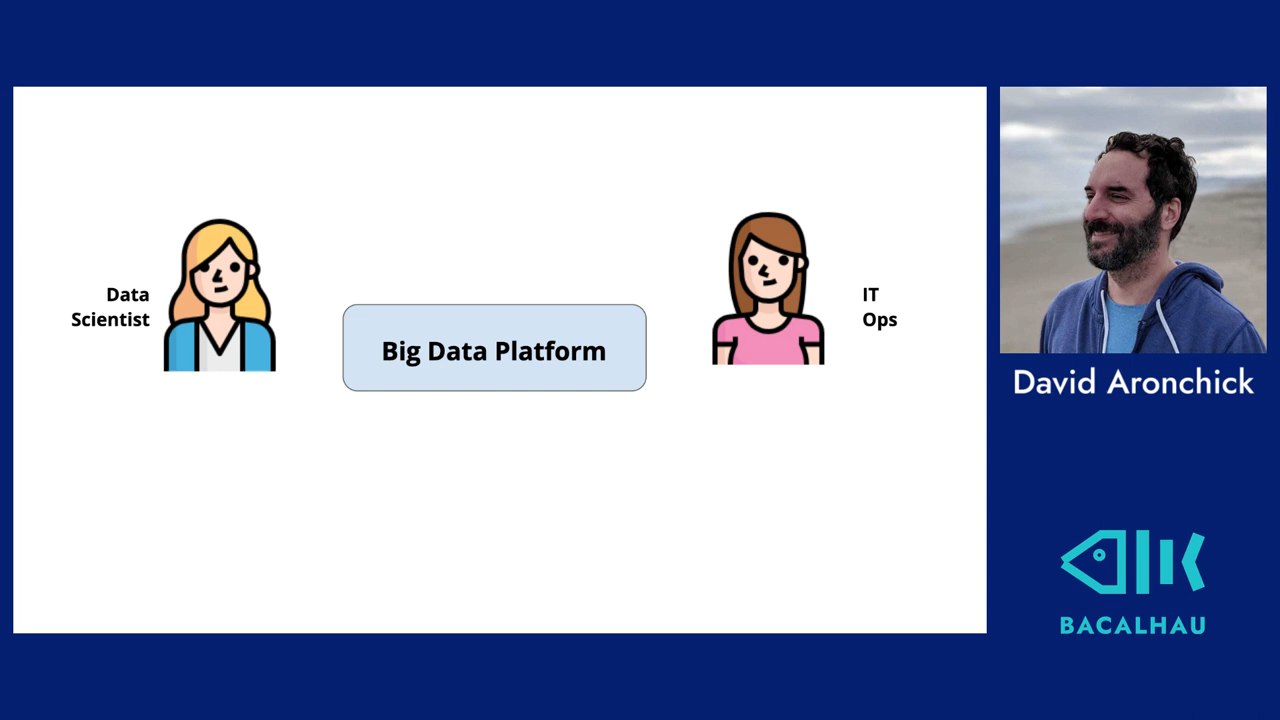 Data
Scientist
Big Data Platform
IT
Ops
David Aronchick
BACALHAU